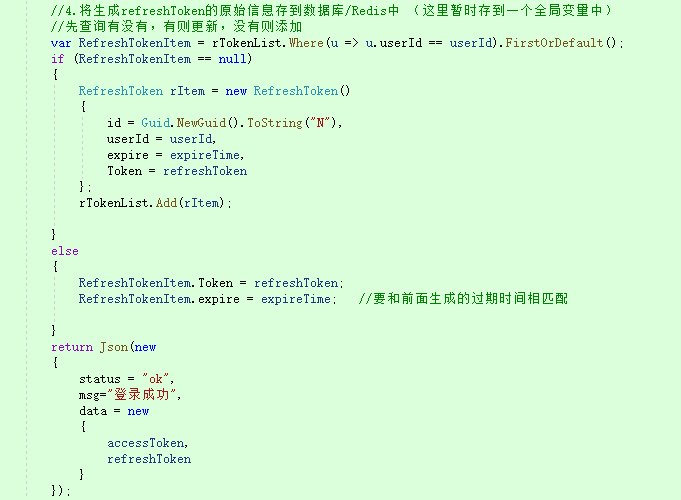 //4.将生成refreshToken的原始信息存到数据库/Redis中 （这里暂时存到一个全局变量中）
//先查询有没有，有则更新，没有则添加
var RefreshTokenItem = rTokenList.Where(u => u.userId == userId).FirstOrDefault();
if (RefreshTokenItem == null)
{
RefreshToken rItem = new RefreshToken()
{
id = Guid.NewGuid().ToString("N"),
userId = userId,
expire = expireTime,
Token = refreshToken
};
rTokenList.Add(rItem);
}
else
{
RefreshTokenItem.Token = refreshToken;
RefreshTokenItem.expire = expireTime; //要和前面生成的过期时间相匹配
}
return Json(new
{
status = "ok",
msg="登录成功",
data = new
{
accessToken,
refreshToken
}
});